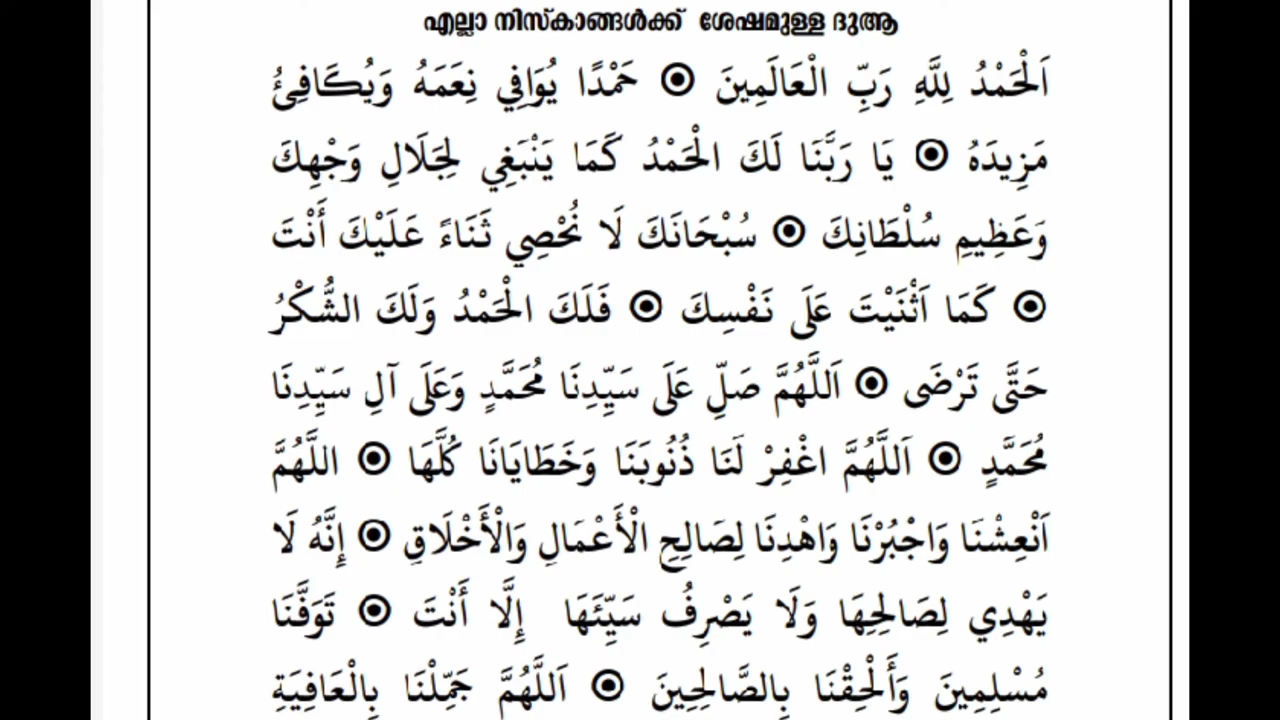 എല്ലാ നിസ്കാങ്ങൾക്ക് ശേഷമുള്ള ദുആ
اَلْحَمْدُ لِلَّهِ رَبِّ الْعَالَمِينَ ۞ حَمْدًا يُوَافِي نِعَمَهُ وَيُكَافِئُ
مَزِيدَهُ ۞ يَا رَبَّنَا لَكَ الْحَمْدُ كَمَا يَنْبَغِي لِجَلَالِ وَجْهِكَ
وَعَظِيمِ سُلْطَانِكَ ۞ سُبْحَانَكَ لَا نُحْصِي ثَنَاءً عَلَيْكَ أَنْتَ
۞ كَمَا اَثْنَيْتَ عَلَى نَفْسِكَ ۞ فَلَكَ الْحَمْدُ وَلَكَ الشُّكْرُ
حَتَّى تَرْضَى ۞ اَللَّهُمَّ صَلِّ عَلَى سَيِّدِنَا مُحَمَّدٍ وَعَلَى آلِ سَيِّدِنَا
مُحَمَّدٍ ۞ اَللَّهُمَّ اغْفِرْ لَنَا ذُنُوبَنَا وَخَطَايَانَا كُلَّهَا ۞ اللَّهُمَّ
اَنْعِشْنَا وَاجْبُرْنَا وَاهْدِنَا لِصَالِحِ الْأَعْمَالِ وَالْأَخْلَاقِ ۞ إِنَّهُ لَا
يَهْدِي لِصَالِحِهَا وَلَا يَصْرِفُ سَيِّئَهَا إِلَّا أَنْتَ ۞ تَوَفَّنَا
مُسْلِمِينَ وَأَلْحِقْنَا بِالصَّالِحِينَ ۞ اَللَّهُمَّ جَمِّلْنَا بِالْعَافِيَةِ